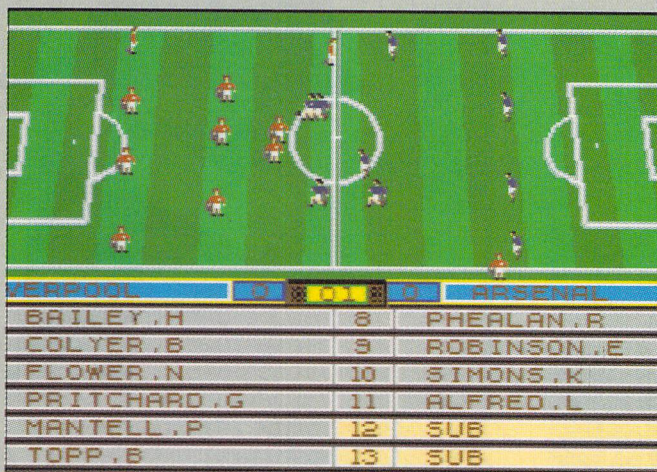 VERPOOL 0 01 0 ARSENAL
BAILEY.H 8 PHEALAN.R
COLYER.B 9 ROBINSON.E
FLOWER.N 10 SIMONS.K
PRITCHARD.G 11 ALFRED.L
MANTELL.P 12 SUB
TOPP.B 13 SUB